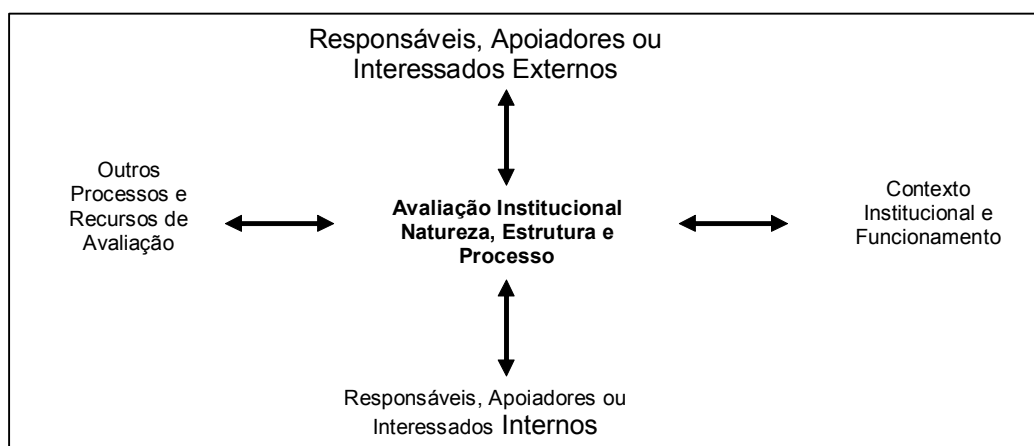 Responsáveis, Apoiadores ou
Interessados Externos
Outros
Processos e
Recursos de
Avaliação
Avaliação Institucional
Natureza, Estrutura e
Processo
Contexto
Institucional e
Funcionamento
Responsáveis, Apoiadores ou
Interessados Internos